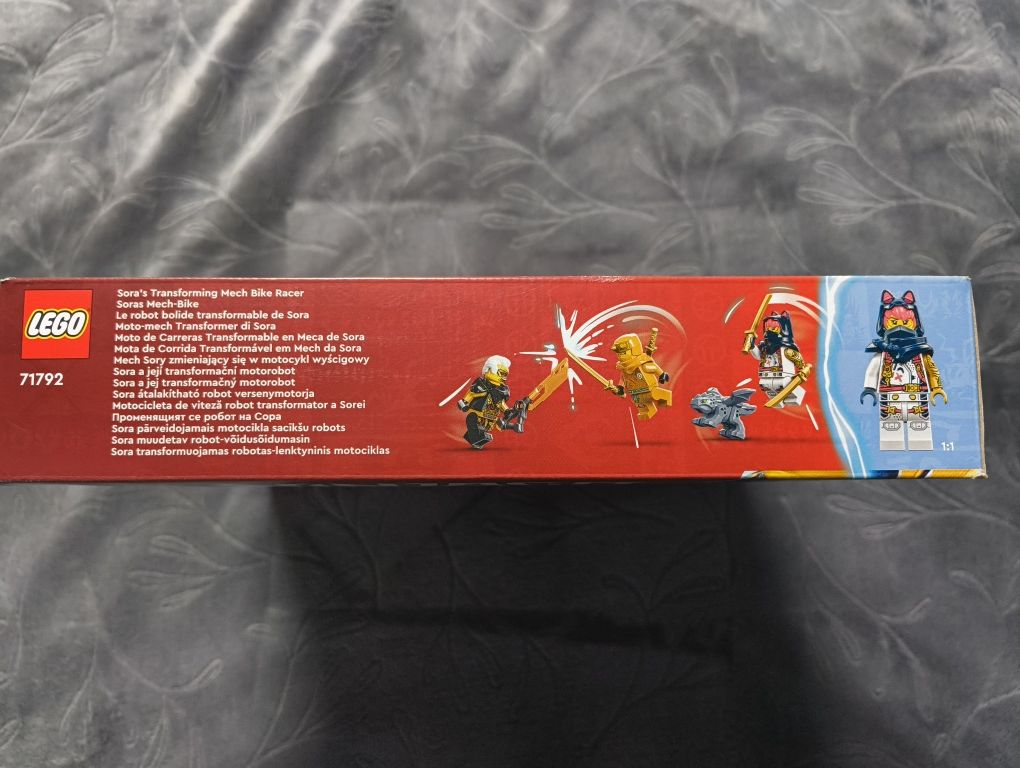 LEGO
71792
Sora's Transforming Mech Bike Racer
Soras Mech-Bike
Le robot bolide transformable de Sora
Moto-mech Transformer di Sora
Moto de Carreras Transformable en Meca de Sora
Mota de Corrida Transformável em Mech da Sora
Mech Sory zmieniający się w motocykl wyścigowy
Sora a její transformační motorobot
Sora a jej transformačný motorobot
Sora átalakítható robot versenymotorja
Motocicleta de viteză robot transformator a Sorei
Променящият се робот на Сора
Sora pārveidojamais motocikla sacīkšu robots
Sora muudetav robot-võidusõidumasin
Sora transformuojamas robotas-lenktyninis motociklas
1:1